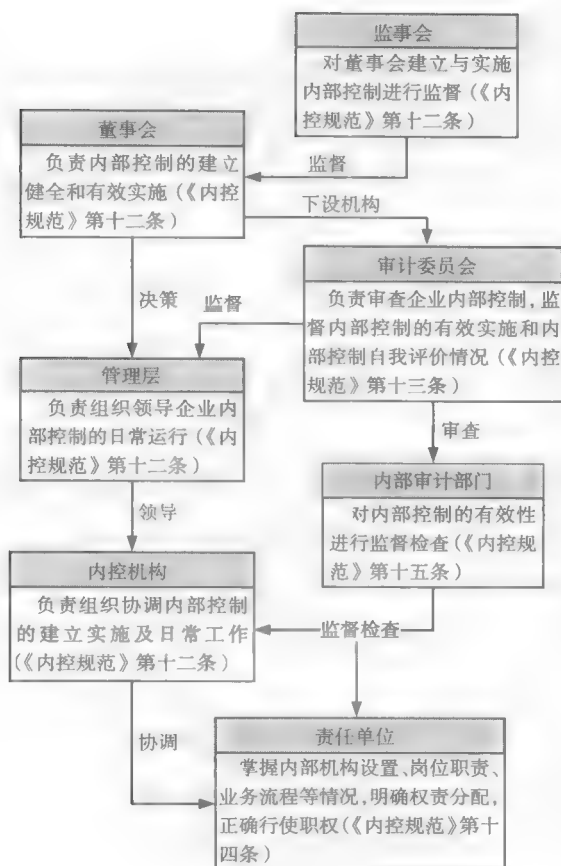 监事会
对董事会建立与实施
内部控制进行监督(《内
控规范》第十二条)
监督
董事会
负责内部控制的建立
健全和有效实施(《内控
规范》第十二条)
下设机构
审计委员会
负责审查企业内部控制,监
督内部控制的有效实施和内
部控制自我评价情况(《内控
规范》第十三条)
决策
监督
管理层
负责组织领导企业内
部控制的日常运行(《内
控规范》第十二条)
审查
内部审计部门
对内部控制的有效性
进行监督检查(《内控规
范》第十五条)
领导
内控机构
负责组织协调内部控制
的建立实施及日常工作
(《内控规范》第十二条)
监督检查
协调
责任单位
掌握内部机构设置、岗位职责、
业务流程等情况,明确权责分配,
正确行使职权(《内控规范》第十
四条)